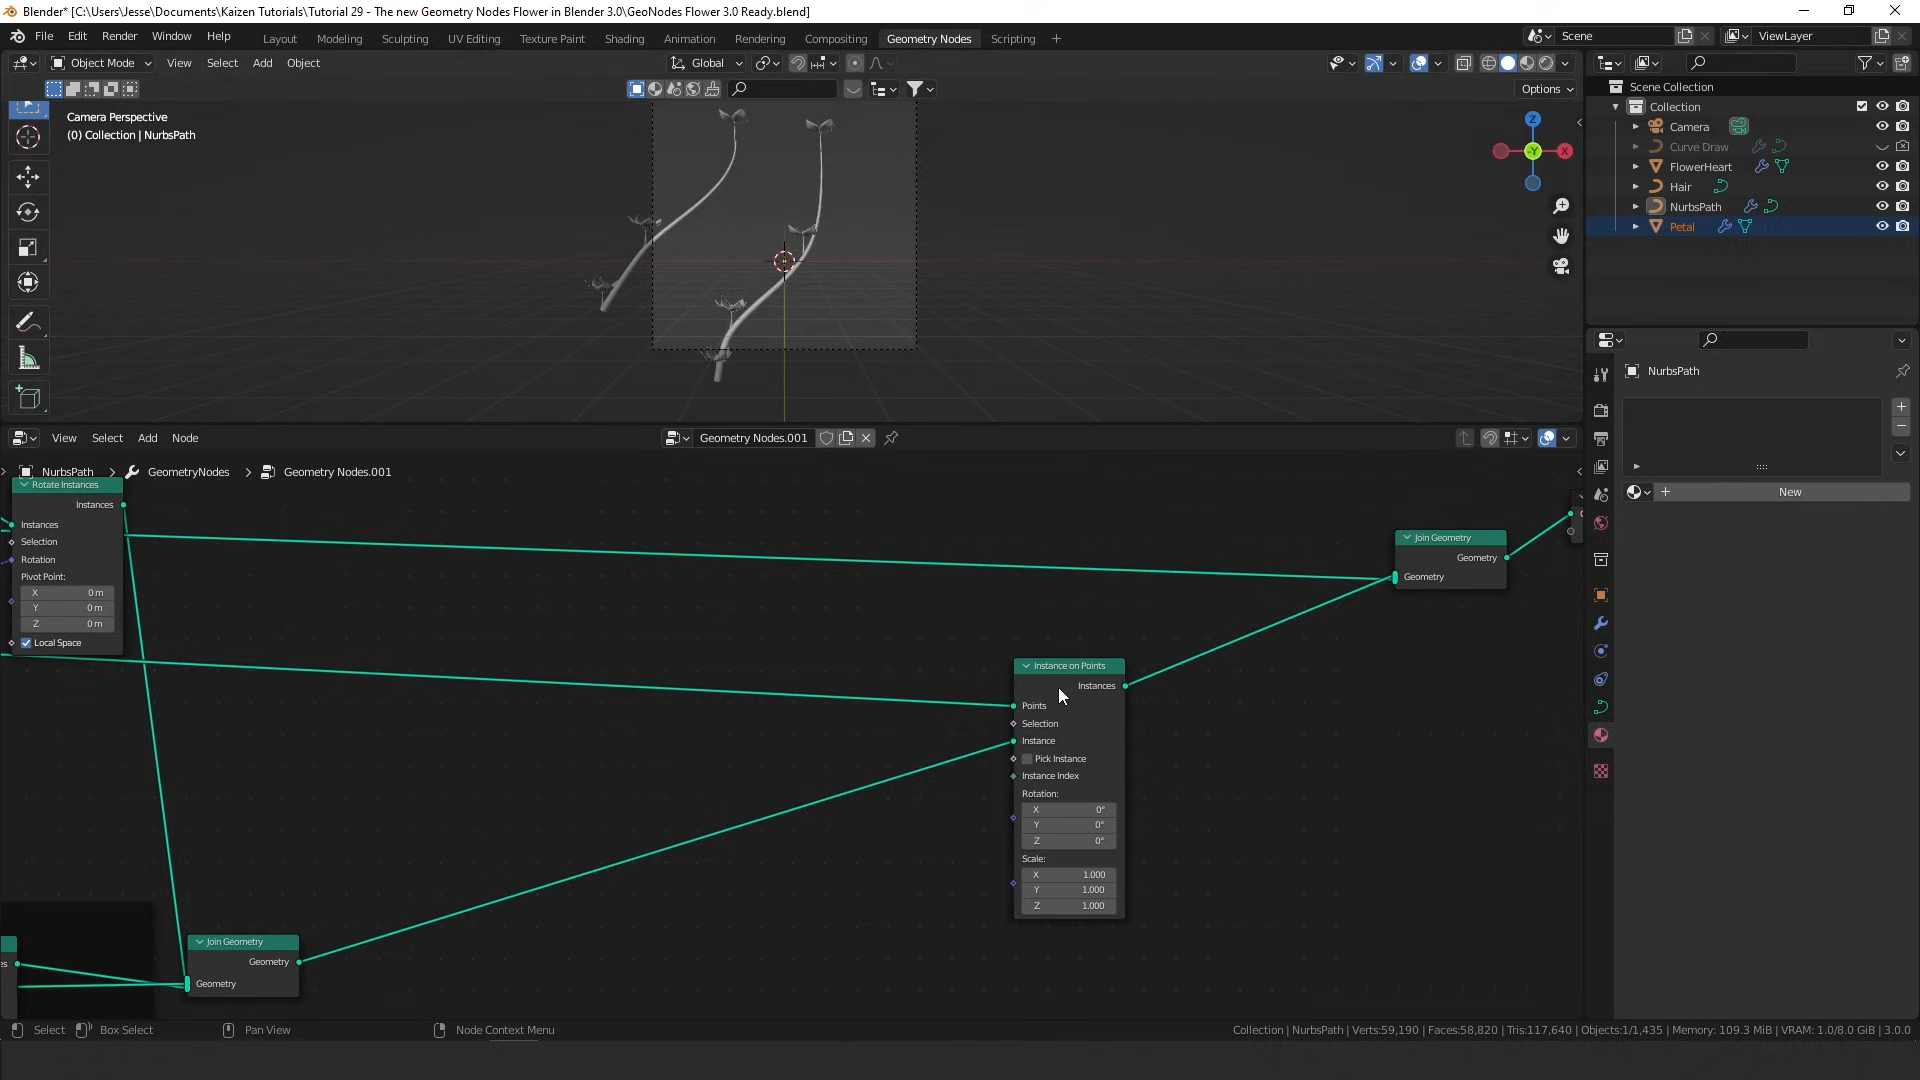 Blender* [C:\Users\Jesse\Documents\Kaizen Tutorials\Tutorial 29 - The new Geometry Nodes Flower in Blender 3.0\GeoNodes Flower 3.0 Ready.blend]
File Edit Render Window Help Layout Modeling Sculpting UV Editing Texture Paint Shading Animation Rendering Compositing Geometry Nodes Scripting + Scene ViewLayer
Object Mode View Select Add Object Global
Options
Camera Perspective
(0) Collection | NurbsPath
Z
-Y X
Scene Collection
Collection
Camera
Curve Draw
FlowerHeart
Hair
NurbsPath
Petal
NurbsPath
New
View Select Add Node Geometry Nodes.001
NurbsPath > GeometryNodes > Geometry Nodes.001
Rotate Instances
Instances
Instances
Selection
Rotation
Pivot Point:
X 0 m
Y 0 m
Z 0 m
Local Space
Join Geometry
Geometry
Geometry
Instance on Points
Instances
Points
Selection
Instance
Pick Instance
Instance Index
Rotation:
X 0°
Y 0°
Z 0°
Scale:
X 1.000
Y 1.000
Z 1.000
Join Geometry
Geometry
Geometry
Select Box Select Pan View Node Context Menu Collection | NurbsPath | Verts:59,190 | Faces:58,820 | Tris:117,640 | Objects:1/1,435 | Memory: 109.3 MiB | VRAM: 1.0/8.0 GiB | 3.0.0